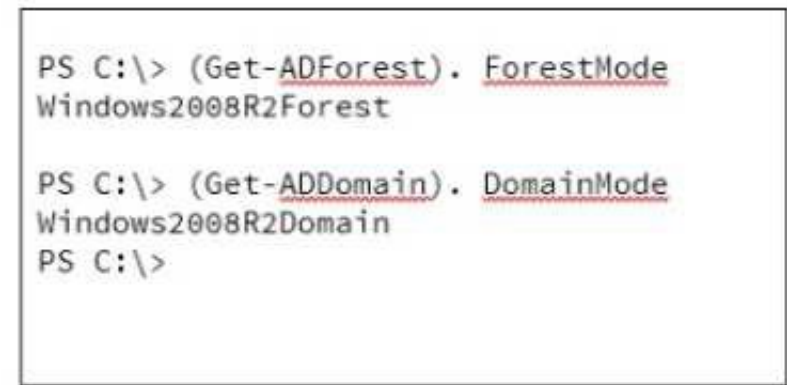 PS C:\> (Get-ADForest). ForestMode
Windows2008R2Forest
PS C:\> (Get-ADDomain). DomainMode
Windows2008R2Domain
PS C:\>